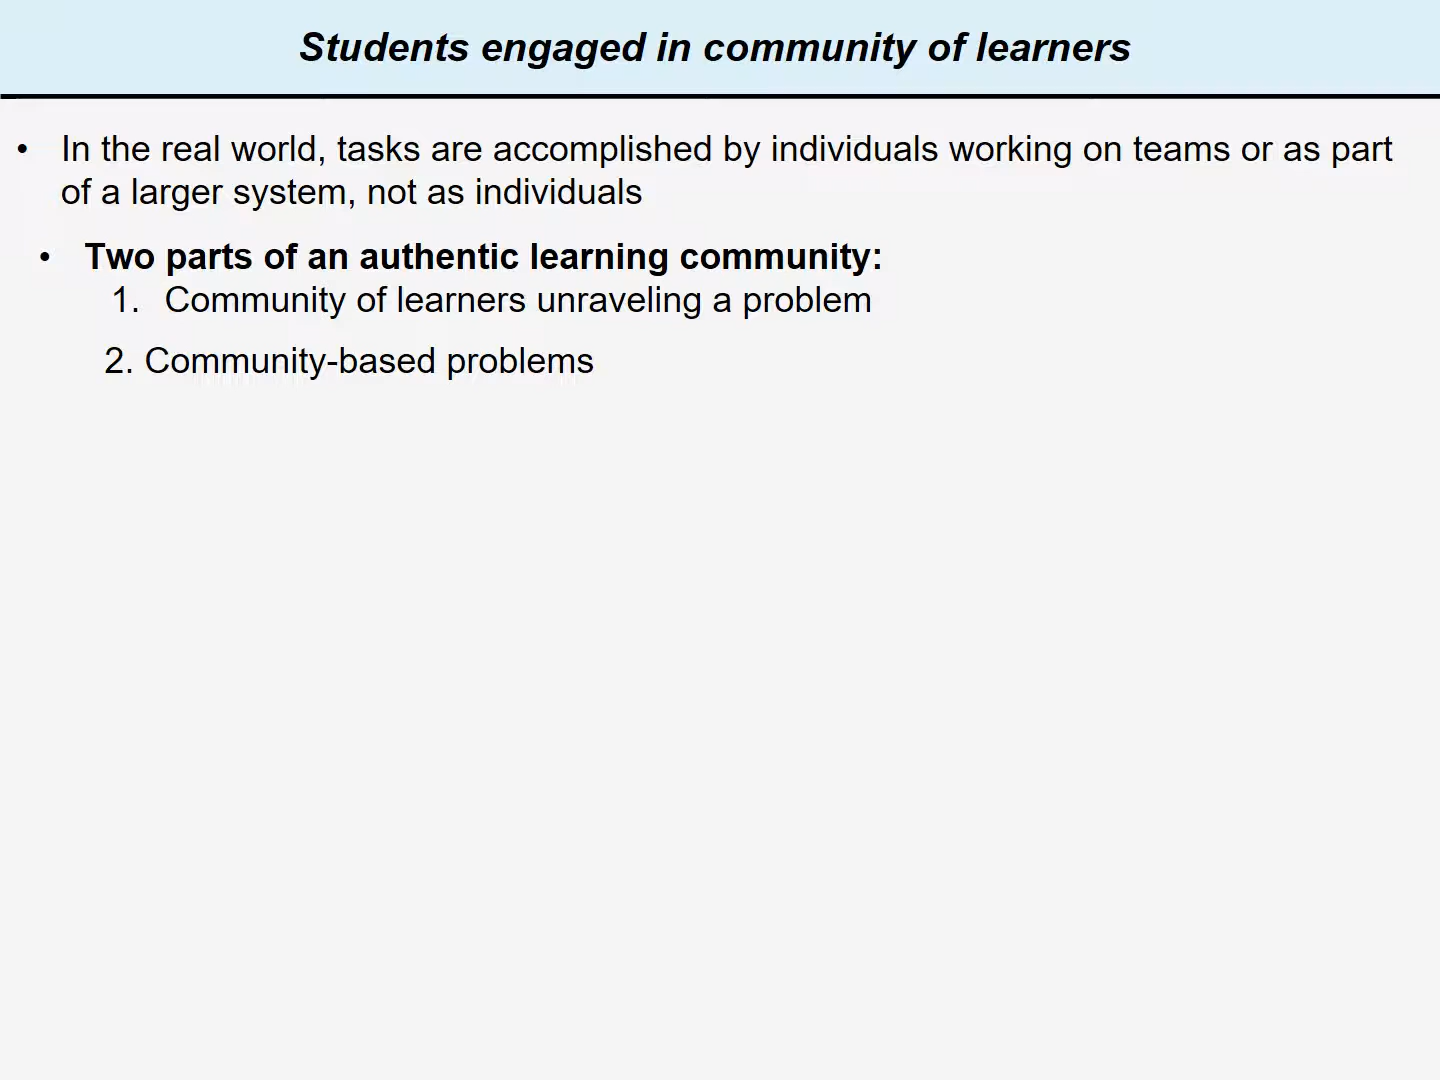 Students engaged in community of learners
• In the real world, tasks are accomplished by individuals working on teams or as part
of a larger system, not as individuals
• Two parts of an authentic learning community:
1. Community of learners unraveling a problem
2. Community-based problems